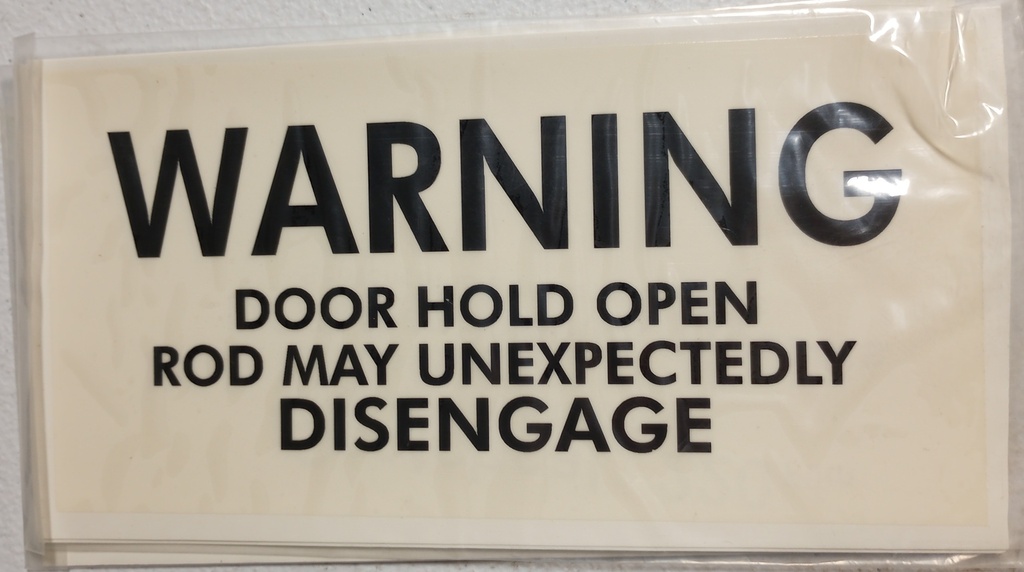 WARNING
DOOR HOLD OPEN
ROD MAY UNEXPECTEDLY
DISENGAGE